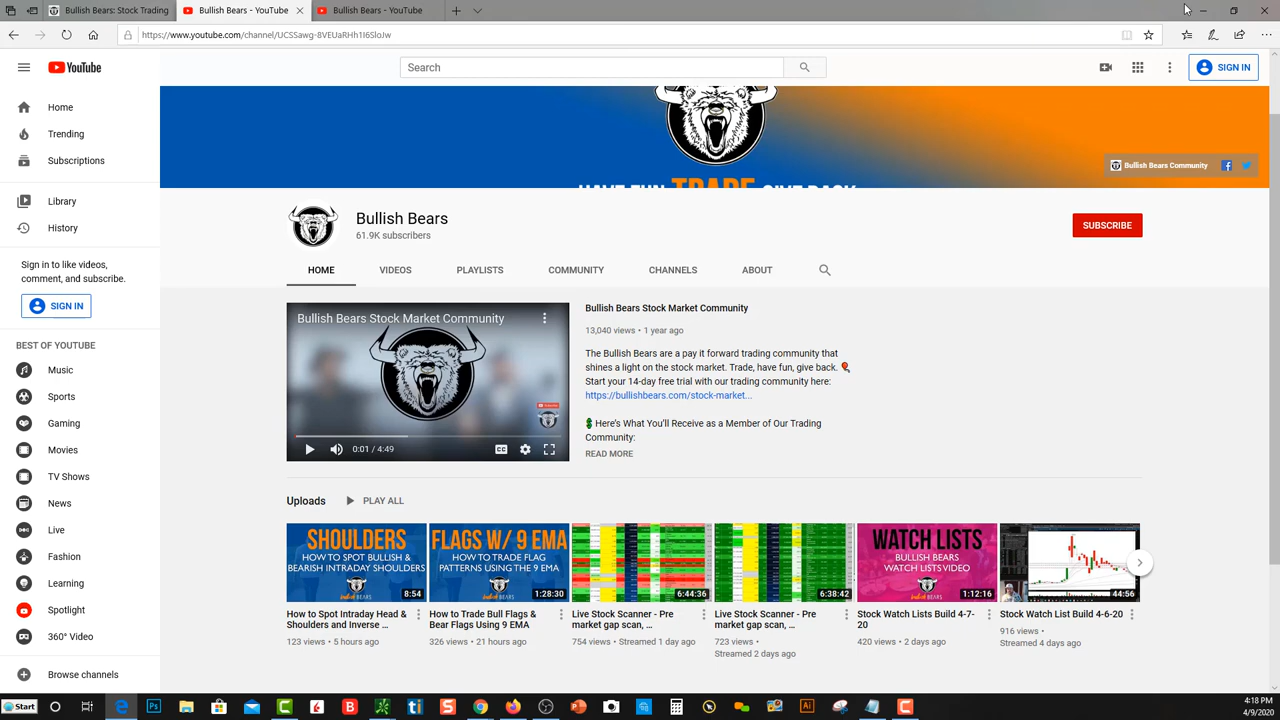 Bullish Bears: Stock Trading
Bullish Bears - YouTube
Bullish Bears - YouTube
https://www.youtube.com/channel/UCSSawg-8VEUaRHh1I6SloJw
YouTube
Search
SIGN IN
Home
Trending
Subscriptions
Library
History
Sign in to like videos,
comment, and subscribe.
SIGN IN
BEST OF YOUTUBE
Music
Sports
Gaming
Movies
TV Shows
News
Live
Fashion
Learning
Spotlight
360° Video
Browse channels
HAVE FUN TRADE GIVE BACK
Bullish Bears Community
Bullish Bears
61.9K subscribers
SUBSCRIBE
HOME
VIDEOS
PLAYLISTS
COMMUNITY
CHANNELS
ABOUT
Bullish Bears Stock Market Community
0:01 / 4:49
CC
Bullish Bears Stock Market Community
13,040 views • 1 year ago
The Bullish Bears are a pay it forward trading community that
shines a light on the stock market. Trade, have fun, give back.
Start your 14-day free trial with our trading community here:
https://bullishbears.com/stock-market...
Here's What You'll Receive as a Member of Our Trading
Community:
READ MORE
Uploads
PLAY ALL
SHOULDERS
HOW TO SPOT BULLISH &
BEARISH INTRADAY SHOULDERS
8:54
How to Spot Intraday Head &
Shoulders and Inverse ...
123 views • 5 hours ago
FLAGS W/ 9 EMA
HOW TO TRADE FLAG
PATTERNS USING THE 9 EMA
1:28:30
How to Trade Bull Flags &
Bear Flags Using 9 EMA
326 views • 21 hours ago
6:44:36
Live Stock Scanner - Pre
market gap scan, ...
754 views • Streamed 1 day ago
6:38:42
Live Stock Scanner - Pre
market gap scan, ...
723 views •
Streamed 2 days ago
WATCH LISTS
BULLISH BEARS
WATCH LISTS VIDEO
1:12:16
Stock Watch Lists Build 4-7-
20
420 views • 2 days ago
44:56
Stock Watch List Build 4-6-20
916 views •
Streamed 4 days ago
Start
4:18 PM
4/9/2020